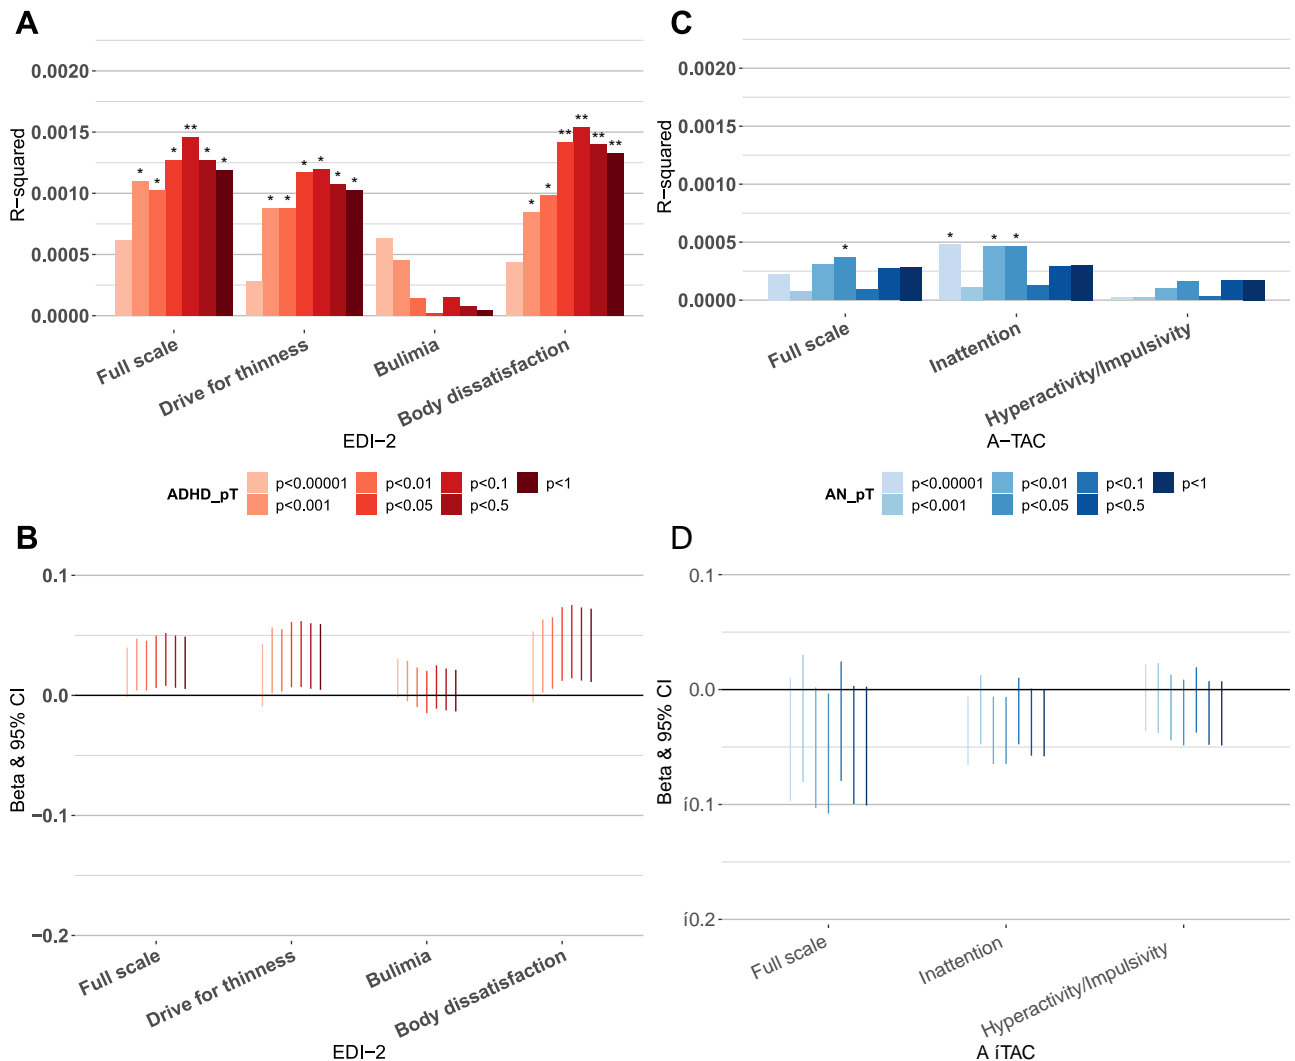 A
R−squared
0.0020
0.0015
0.0010
0.0005
0.0000
* * * ** * *
* * * * * *
* * ** ** ** **
Full scale
Drive for thinness
Bulimia
Body dissatisfaction
EDI−2
ADHD_pT
p<0.00001
p<0.01
p<0.1
p<1
p<0.001
p<0.05
p<0.5
C
R−squared
0.0020
0.0015
0.0010
0.0005
0.0000
*
* * *
Full scale
Inattention
Hyperactivity/Impulsivity
A−TAC
AN_pT
p<0.00001
p<0.01
p<0.1
p<1
p<0.001
p<0.05
p<0.5
B
Beta & 95% CI
0.1
0.0
−0.1
−0.2
Full scale
Drive for thinness
Bulimia
Body dissatisfaction
EDI−2
D
Beta & 95% CI
0.1
0.0
í0.1
í0.2
Full scale
Inattention
Hyperactivity/Impulsivity
A íTAC